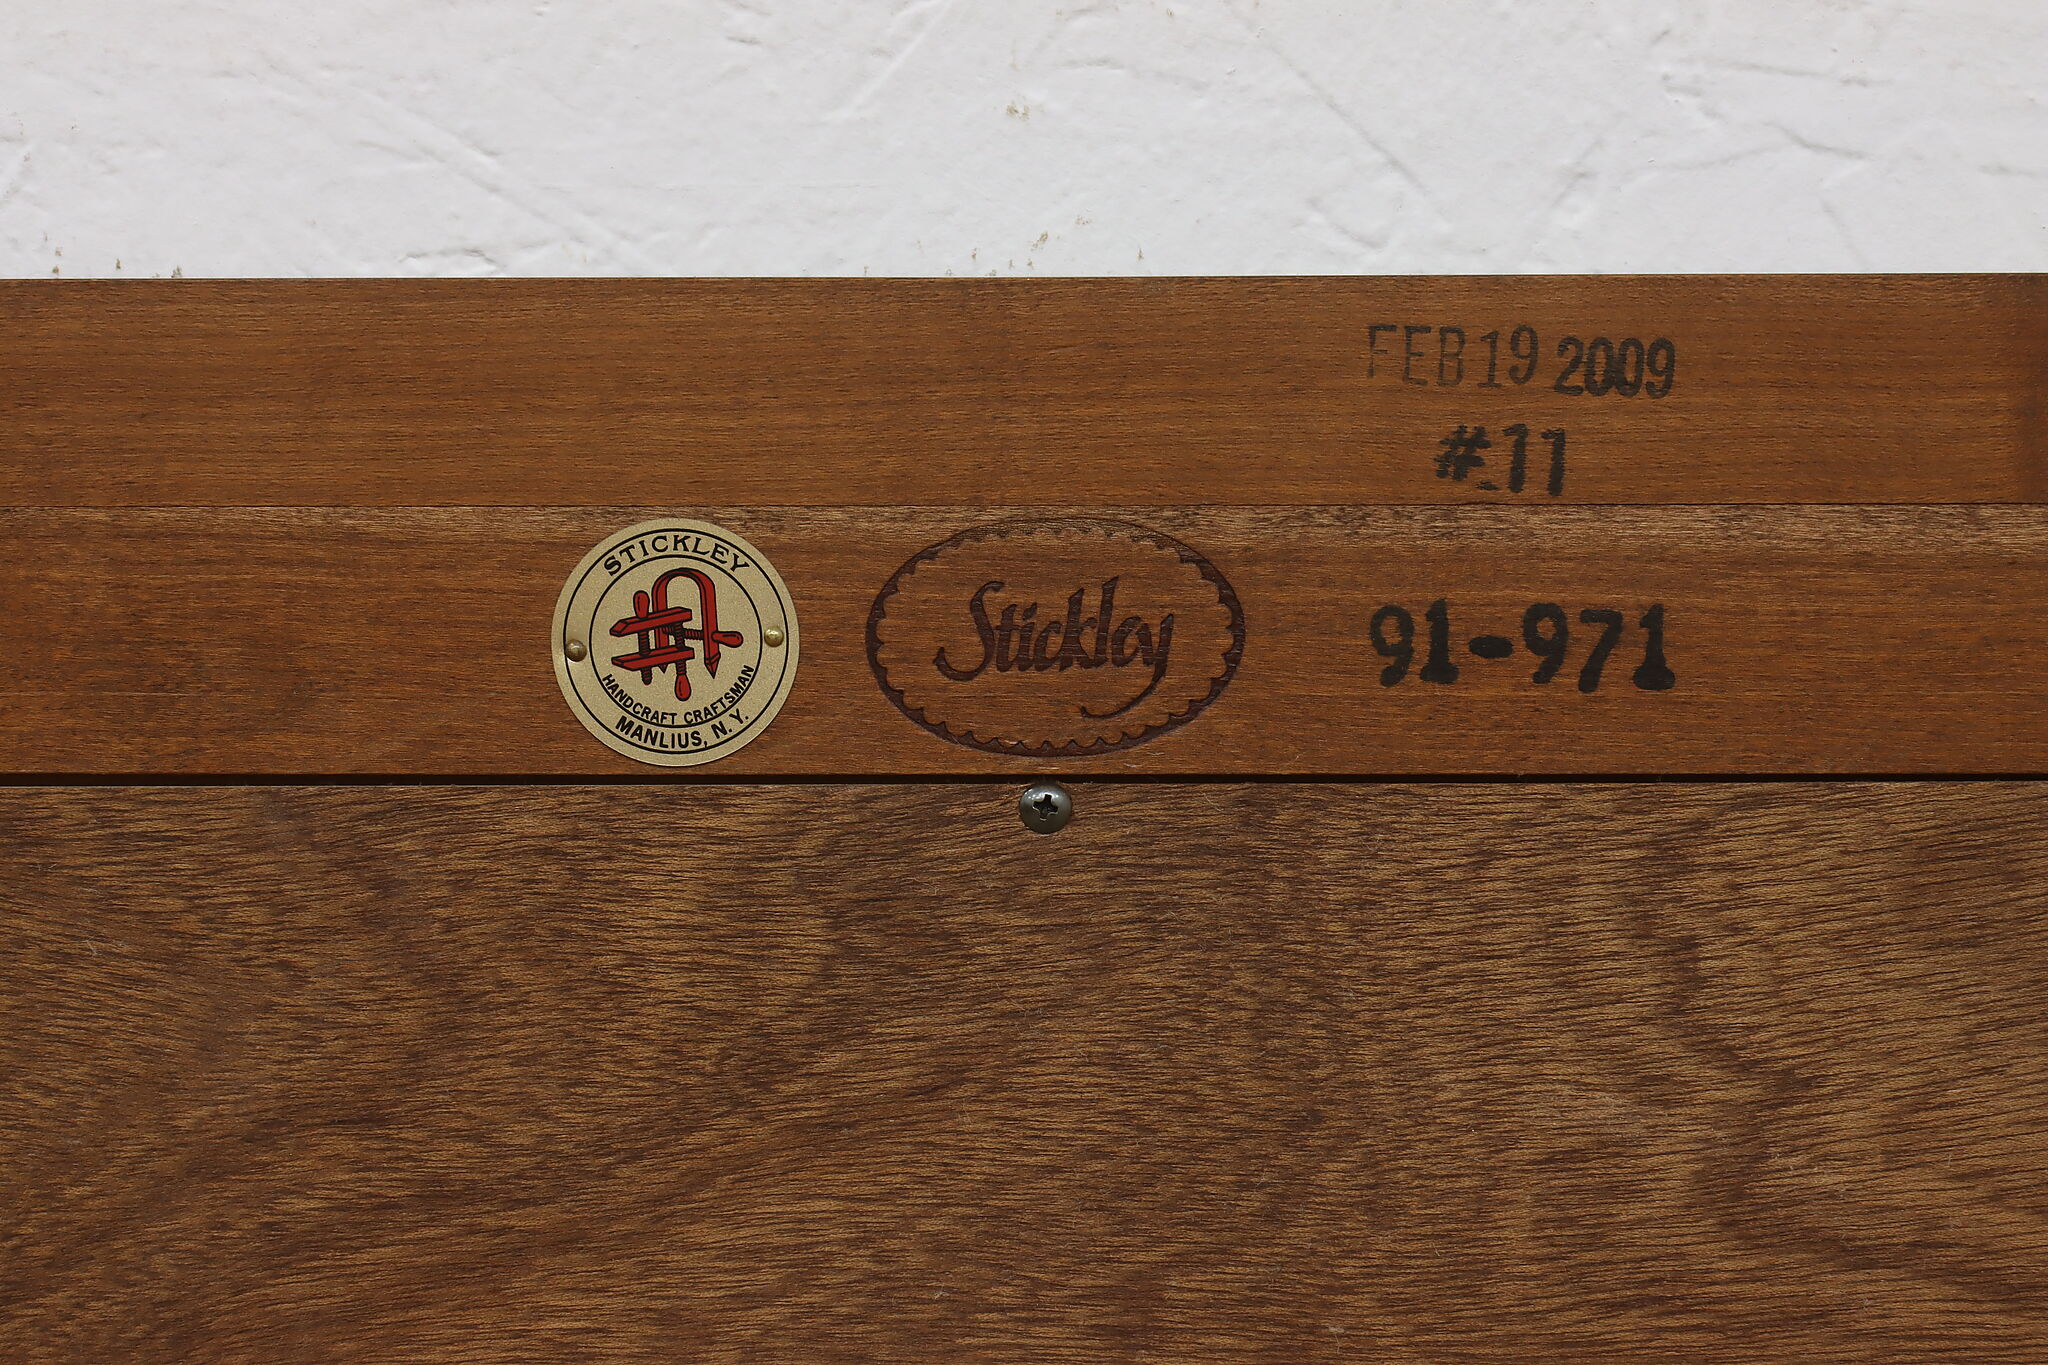 FEB 19 2009
#11
STICKLEY
HANDCRAFT CRAFTSMAN
MANLIUS, N.Y.
Stickley
91-971